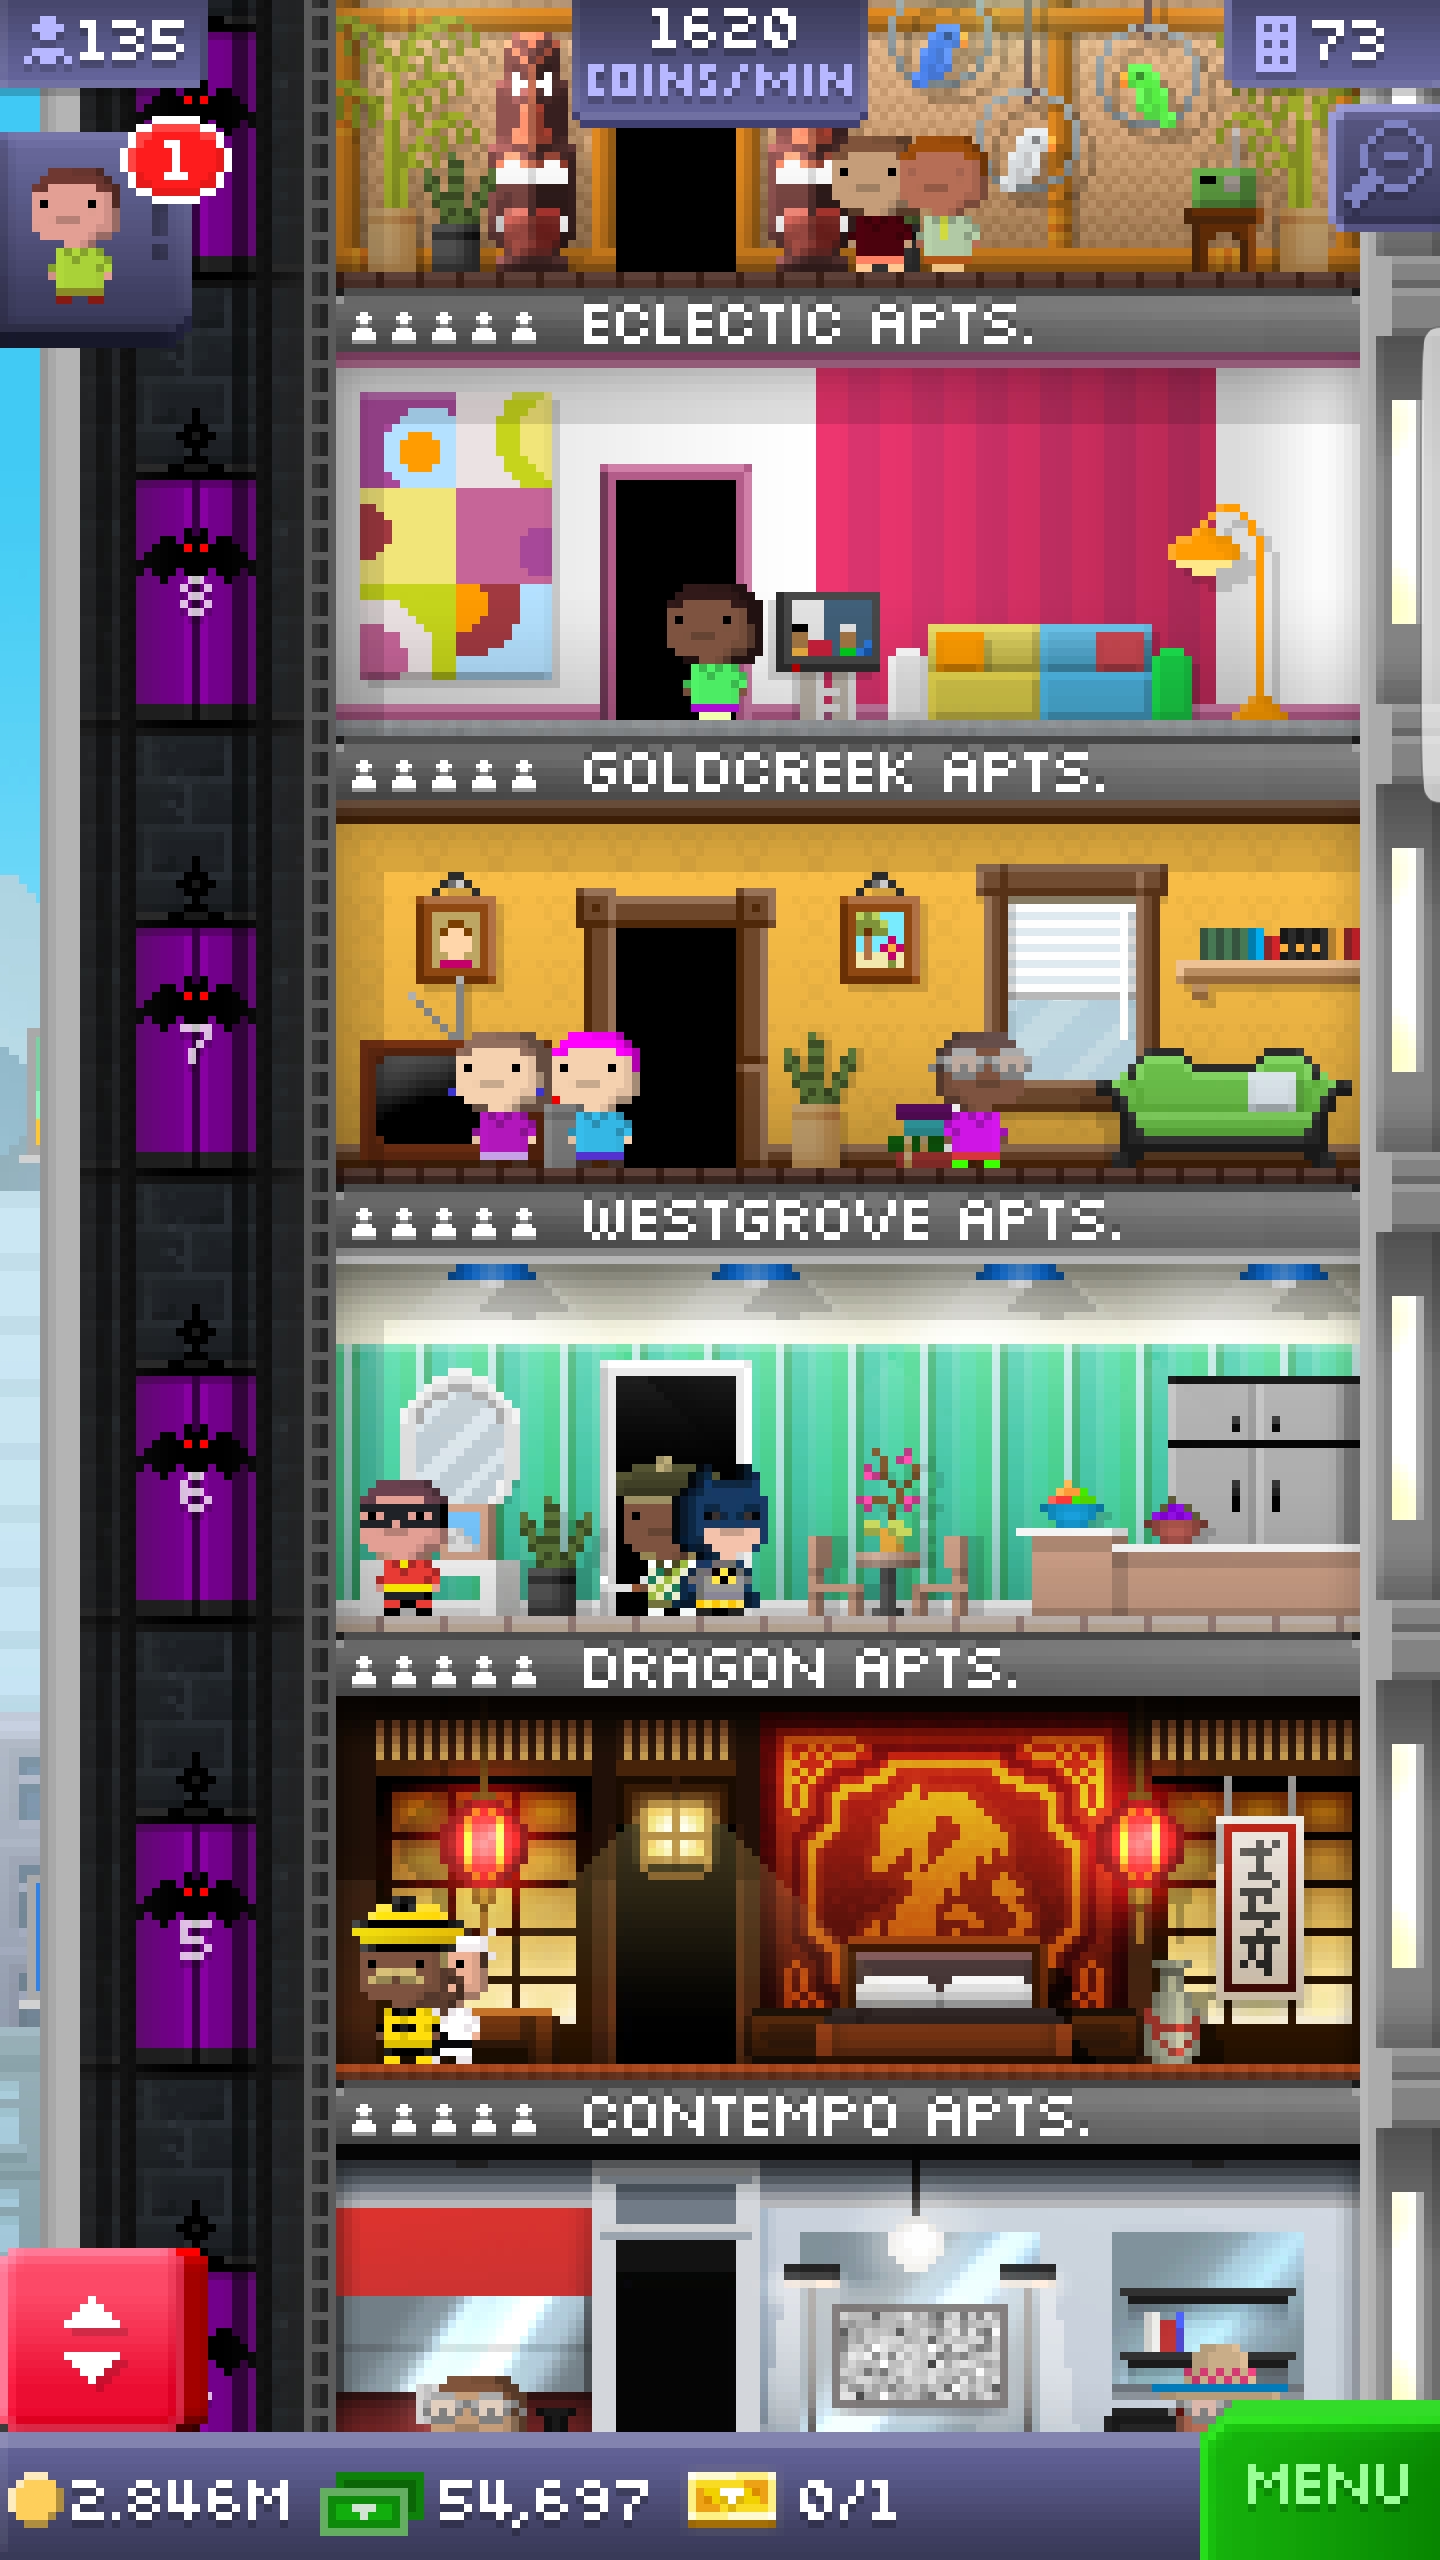 135
1620
COINS/MIN
73
1
ECLECTIC APTS.
8
GOLDCREEK APTS.
7
WESTGROVE APTS.
6
DRAGON APTS.
5
CONTEMPO APTS.
2.846M
54,697
0/1
MENU